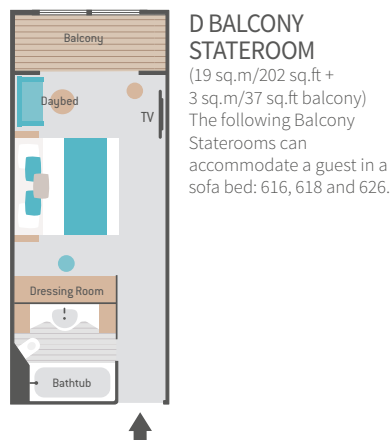 Balcony
Daybed
TV
Dressing Room
Bathtub
D BALCONY
STATEROOM
(19 sq.m/202 sq.ft +
3 sq.m/37 sq.ft balcony)
The following Balcony
Staterooms can
accommodate a guest in a
sofa bed: 616, 618 and 626.